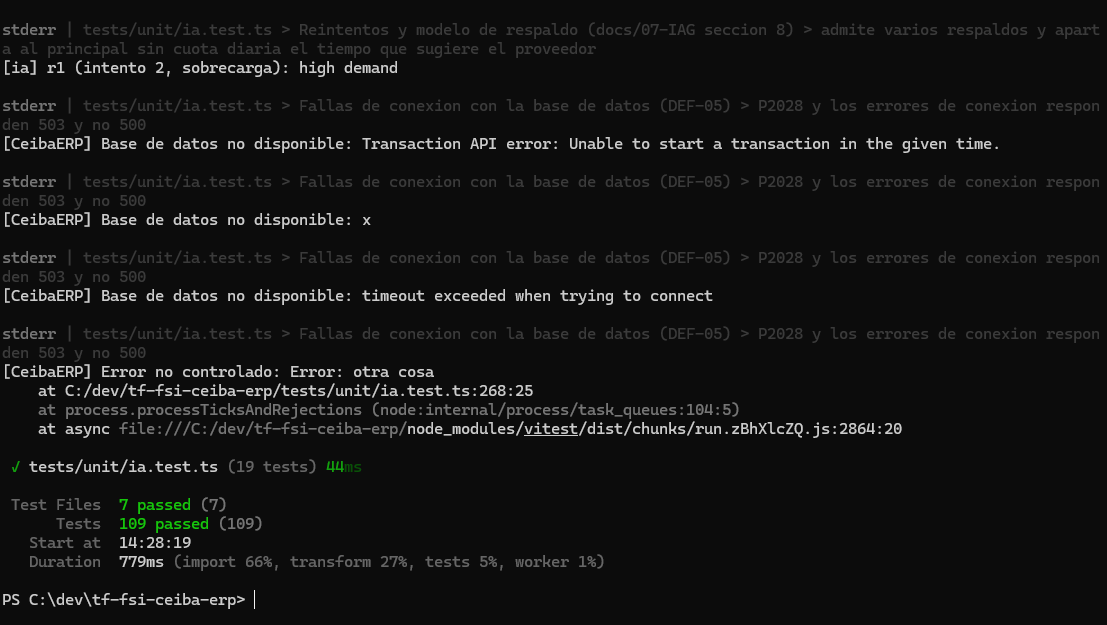 stderr | tests/unit/ia.test.ts > Reintentos y modelo de respaldo (docs/07-IAG seccion 8) > admite varios respaldos y apart
a al principal sin cuota diaria el tiempo que sugiere el proveedor
[ia] r1 (intento 2, sobrecarga): high demand
stderr | tests/unit/ia.test.ts > Fallas de conexion con la base de datos (DEF-05) > P2028 y los errores de conexion respon
den 503 y no 500
[CeibaERP] Base de datos no disponible: Transaction API error: Unable to start a transaction in the given time.
stderr | tests/unit/ia.test.ts > Fallas de conexion con la base de datos (DEF-05) > P2028 y los errores de conexion respon
den 503 y no 500
[CeibaERP] Base de datos no disponible: x
stderr | tests/unit/ia.test.ts > Fallas de conexion con la base de datos (DEF-05) > P2028 y los errores de conexion respon
den 503 y no 500
[CeibaERP] Base de datos no disponible: timeout exceeded when trying to connect
stderr | tests/unit/ia.test.ts > Fallas de conexion con la base de datos (DEF-05) > P2028 y los errores de conexion respon
den 503 y no 500
[CeibaERP] Error no controlado: Error: otra cosa
    at C:/dev/tf-fsi-ceiba-erp/tests/unit/ia.test.ts:268:25
    at process.processTicksAndRejections (node:internal/process/task_queues:104:5)
    at async file:///C:/dev/tf-fsi-ceiba-erp/node_modules/vitest/dist/chunks/run.zBhXlcZQ.js:2864:20
✓ tests/unit/ia.test.ts (19 tests) 44ms
Test Files  7 passed (7)
Tests  109 passed (109)
Start at  14:28:19
Duration  779ms (import 66%, transform 27%, tests 5%, worker 1%)
PS C:\dev\tf-fsi-ceiba-erp>